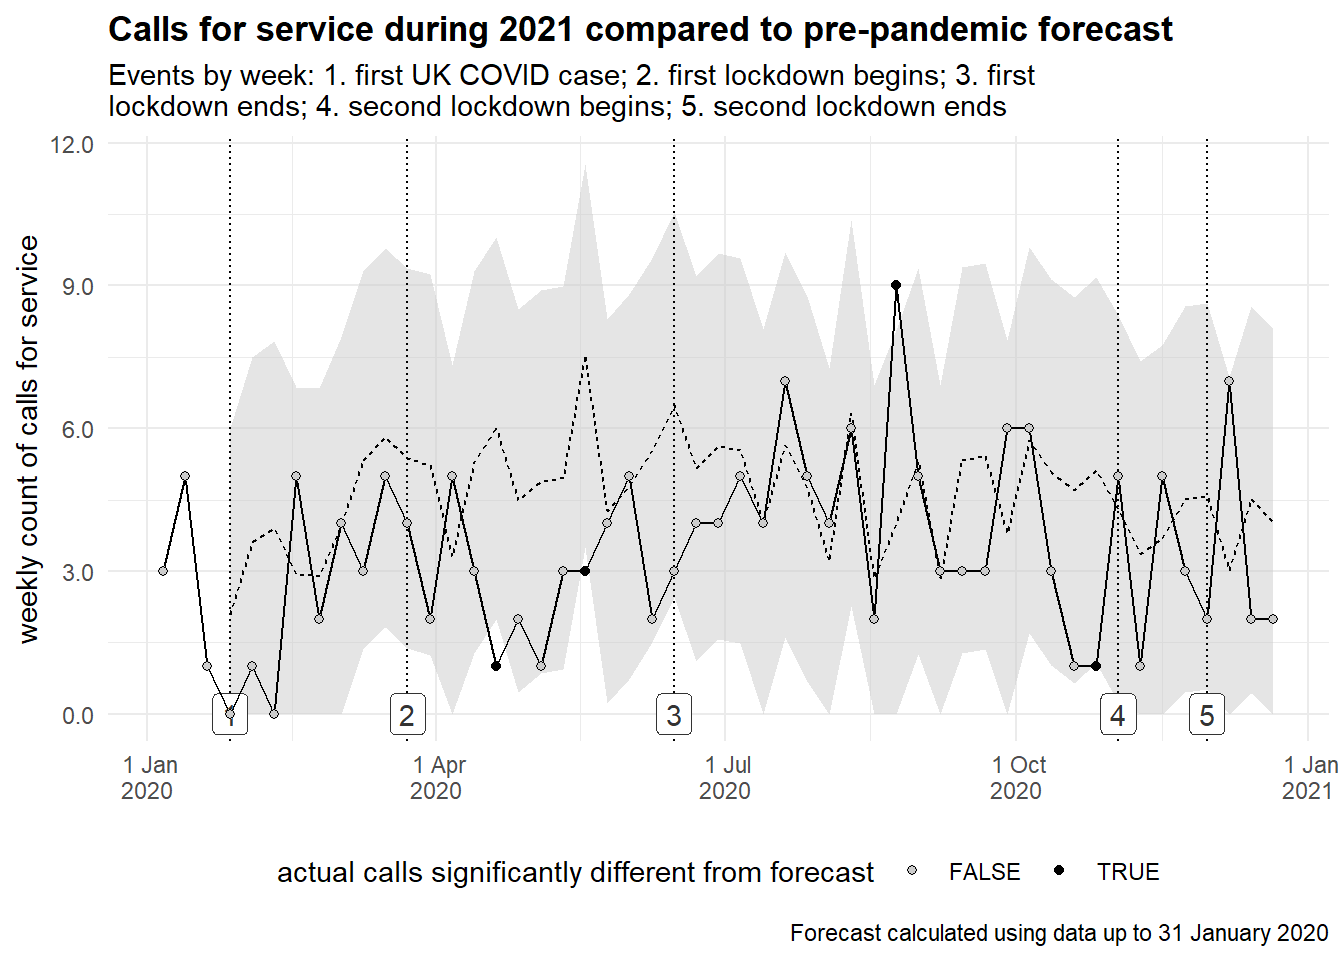 Calls for service during 2021 compared to pre-pandemic forecast
Events by week: 1. first UK COVID case; 2. first lockdown begins; 3. first
lockdown ends; 4. second lockdown begins; 5. second lockdown ends
weekly count of calls for service
12.0
9.0
6.0
3.0
0.0
1
2
3
4
5
1 Jan
2020
1 Apr
2020
1 Jul
2020
1 Oct
2020
1 Jan
2021
actual calls significantly different from forecast FALSE TRUE
Forecast calculated using data up to 31 January 2020